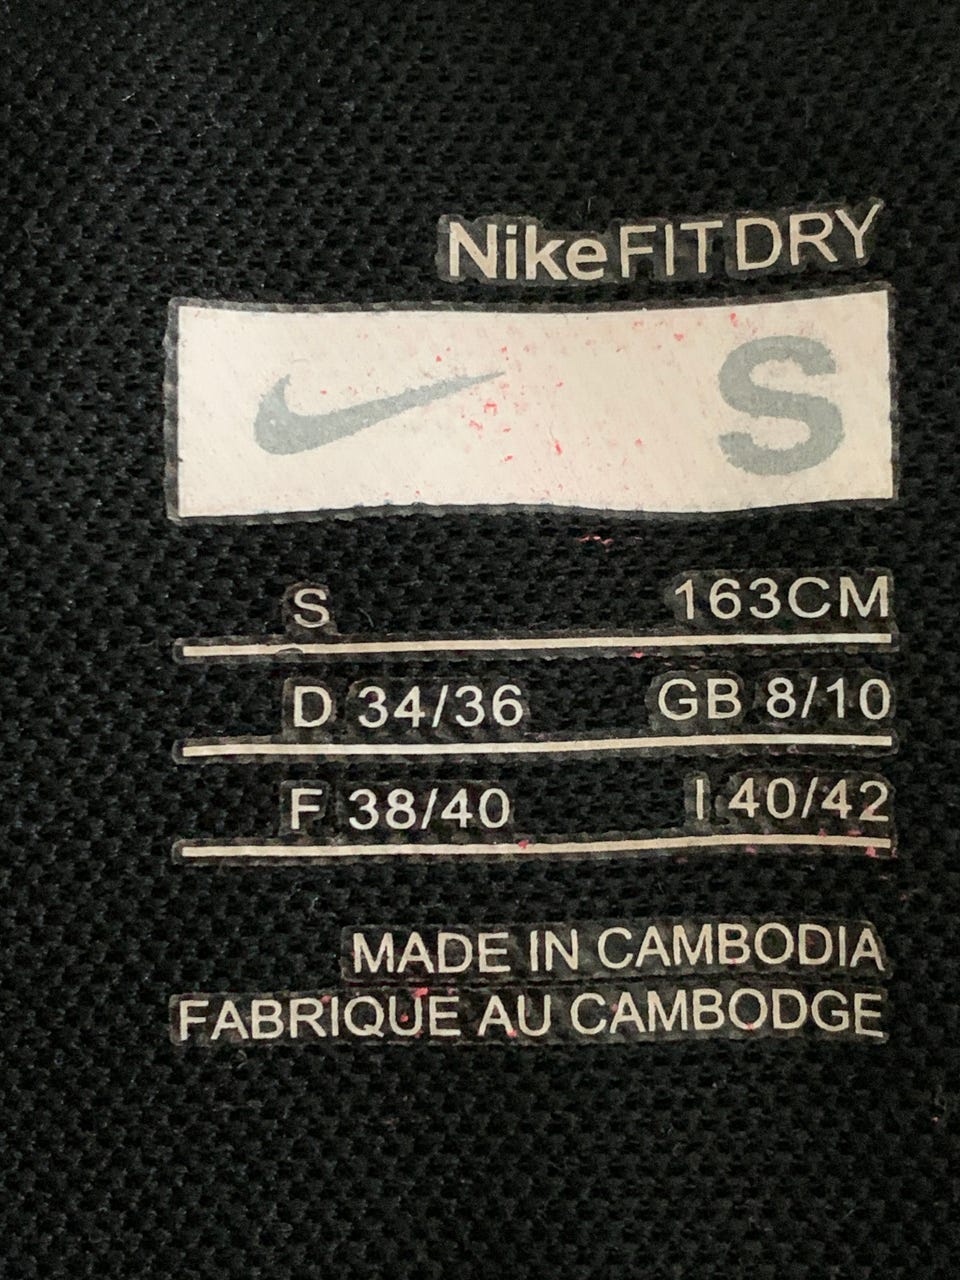 NikeFITDRY
S
S 163CM
D 34/36 GB 8/10
F 38/40 I 40/42
MADE IN CAMBODIA
FABRIQUE AU CAMBODGE